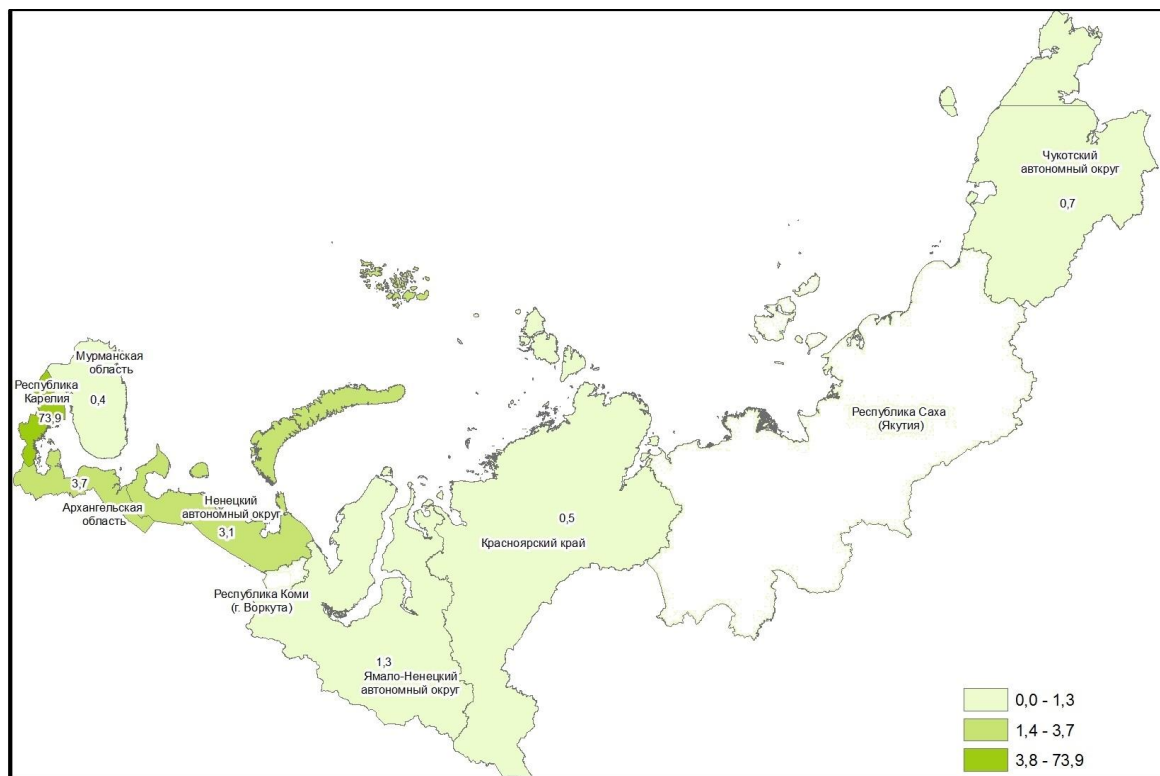 Чукотский
автономный округ
0,7
Мурманская
область
0,4
Республика
Карелия
73,9
Республика Саха
(Якутия)
3,7
Архангельская
область
Ненецкий
автономный округ
3,1
0,5
Красноярский край
Республика Коми
(г. Воркута)
1,3
Ямало-Ненецкий
автономный округ
0,0 - 1,3
1,4 - 3,7
3,8 - 73,9